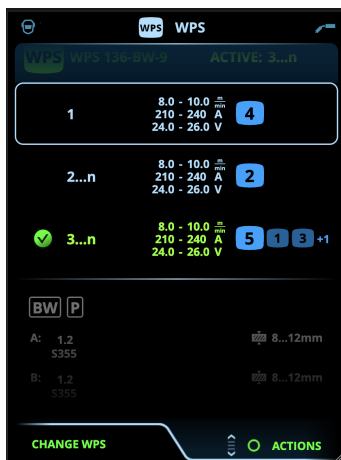 WPS WPS
WPS WPS 136-BW-9 ACTIVE: 3...n
8.0 - 10.0 m/min
1 210 - 240 A 4
24.0 - 26.0 V
8.0 - 10.0 m/min
2...n 210 - 240 A 2
24.0 - 26.0 V
8.0 - 10.0 m/min
3...n 210 - 240 A 5 1 3 +1
24.0 - 26.0 V
BW P
A: 1.2 8...12mm
S355
B: 1.2 8...12mm
S355
CHANGE WPS ACTIONS